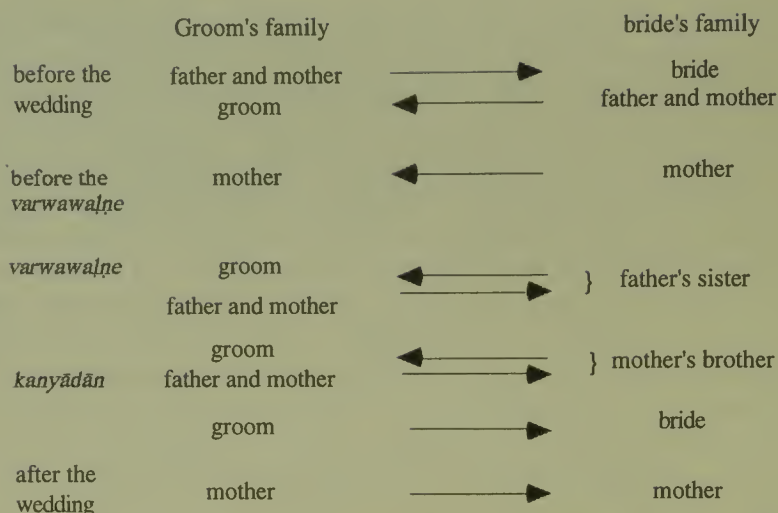 Groom's family bride's family
before the father and mother bride
wedding groom father and mother
before the mother mother
varwawaḷṇe
varwawaḷṇe groom
} father's sister
father and mother
groom
kanyādān father and mother } mother's brother
groom bride
after the
wedding mother mother